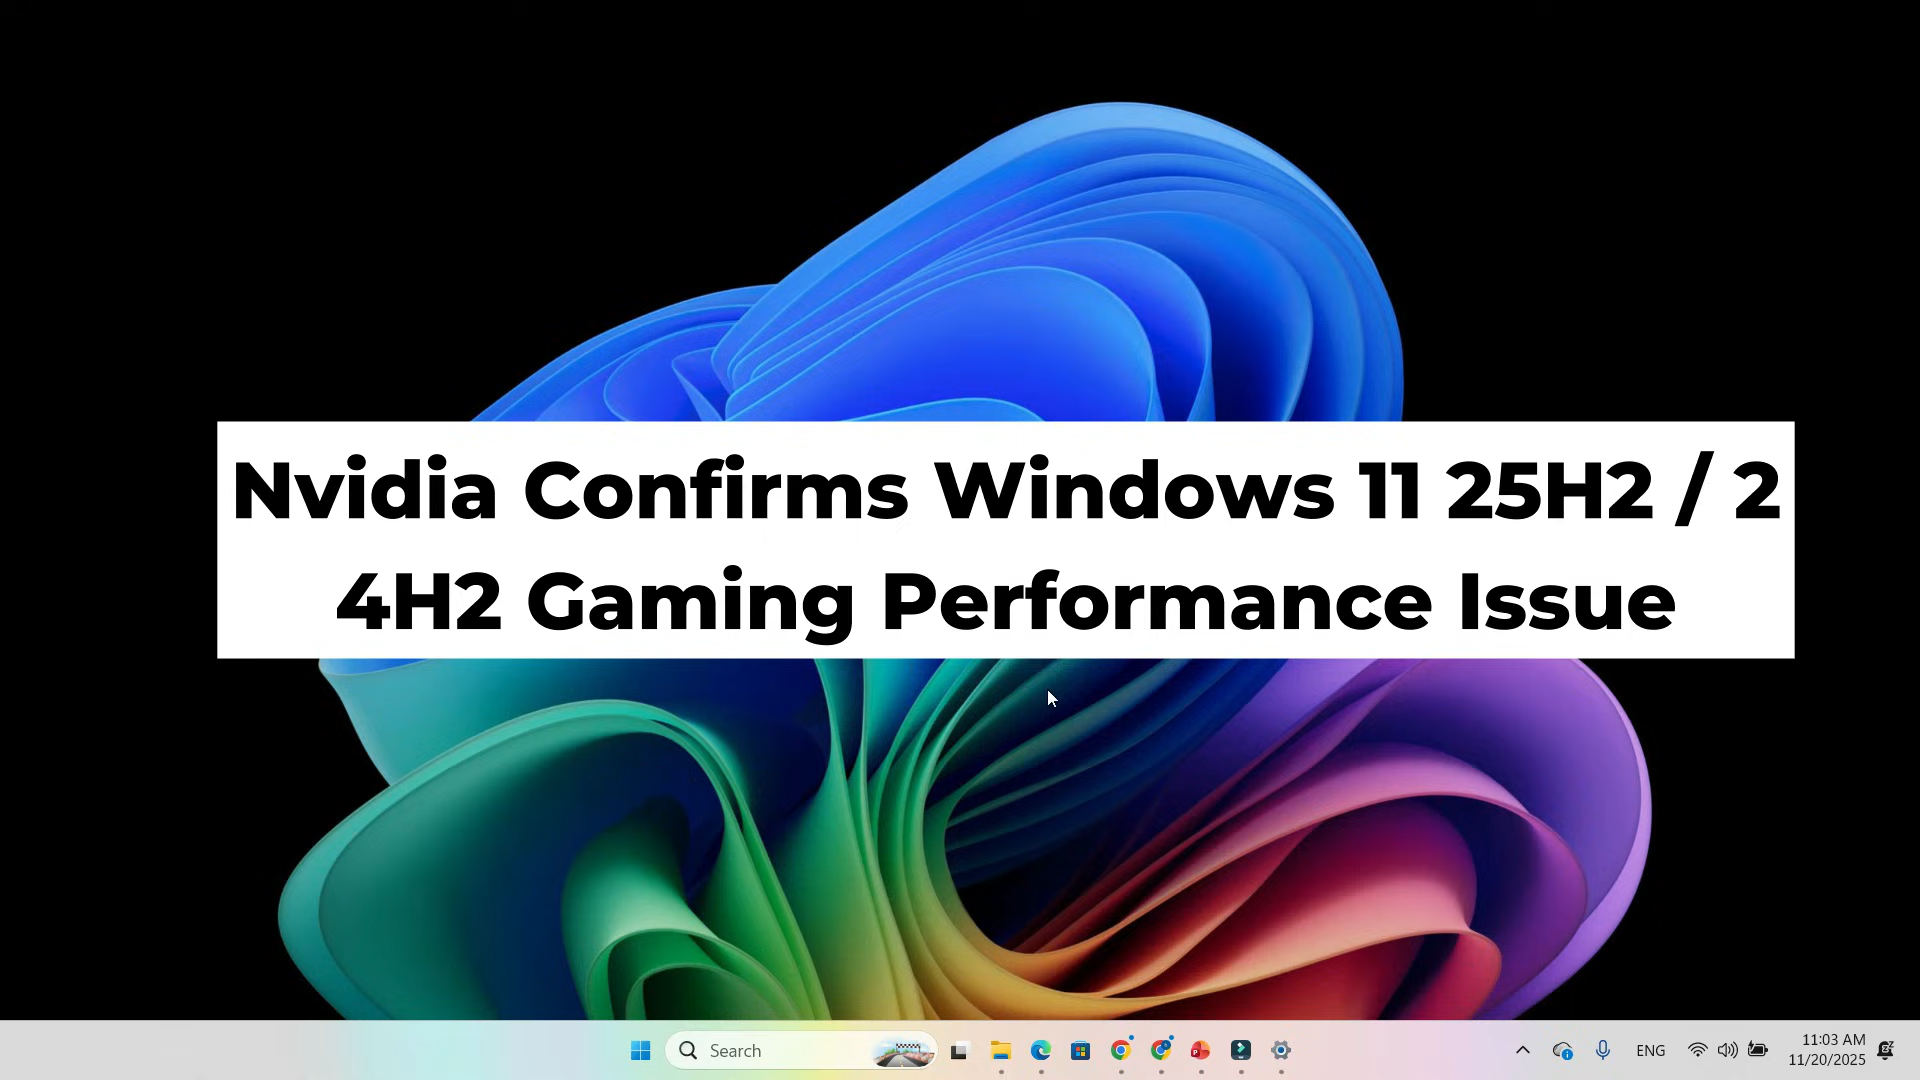 Nvidia Confirms Windows 11 25H2 / 2
4H2 Gaming Performance Issue
Search
ENG
11:03 AM
11/20/2025